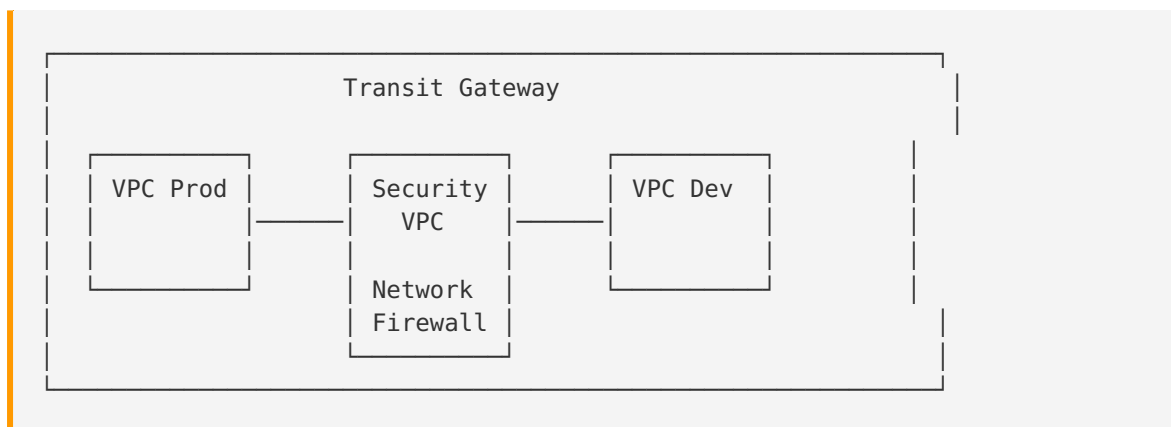 Transit Gateway
VPC Prod Security VPC Dev
VPC
Network
Firewall